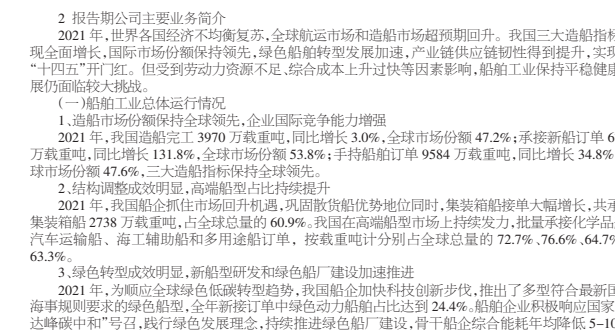 2 报告期公司主要业务简介
2021 年,世界各国经济不均衡复苏,全球航运市场和造船市场超预期回升。我国三大造船指标
现全面增长,国际市场份额保持领先,绿色船舶转型发展加速,产业链供应链韧性得到提升,实现
“十四五”开门红。但受到劳动力资源不足、综合成本上升过快等因素影响,船舶工业保持平稳健康
展仍面临较大挑战。
(一)船舶工业总体运行情况
1、造船市场份额保持全球领先,企业国际竞争能力增强
2021 年,我国造船完工 3970 万载重吨,同比增长 3.0%,全球市场份额 47.2%;承接新船订单 6
万载重吨,同比增长 131.8%,全球市场份额 53.8%;手持船舶订单 9584 万载重吨,同比增长 34.8%
球市场份额 47.6%,三大造船指标保持全球领先。
2、结构调整成效明显,高端船型占比持续提升
2021 年,我国船企抓住市场回升机遇,巩固散货船优势地位同时,集装箱船接单大幅增长,共承
集装箱船 2738 万载重吨,占全球总量的 60.9%。我国在高端船型市场上持续发力,批量承接化学品
汽车运输船、海工辅助船和多用途船订单,按载重吨计分别占全球总量的 72.7%、76.6%、64.7%
63.3%。
3、绿色转型成效明显,新船型研发和绿色船厂建设加速推进
2021 年,为顺应全球绿色低碳转型趋势,我国船企加快科技创新步伐,推出了多型符合最新国
海事规则要求的绿色船型,全年新接订单中绿色动力船舶占比达到 24.4%。船舶企业积极响应国家
达峰碳中和”号召,践行绿色发展理念,持续推进绿色船厂建设,骨干船企综合能耗年均降低 5-10